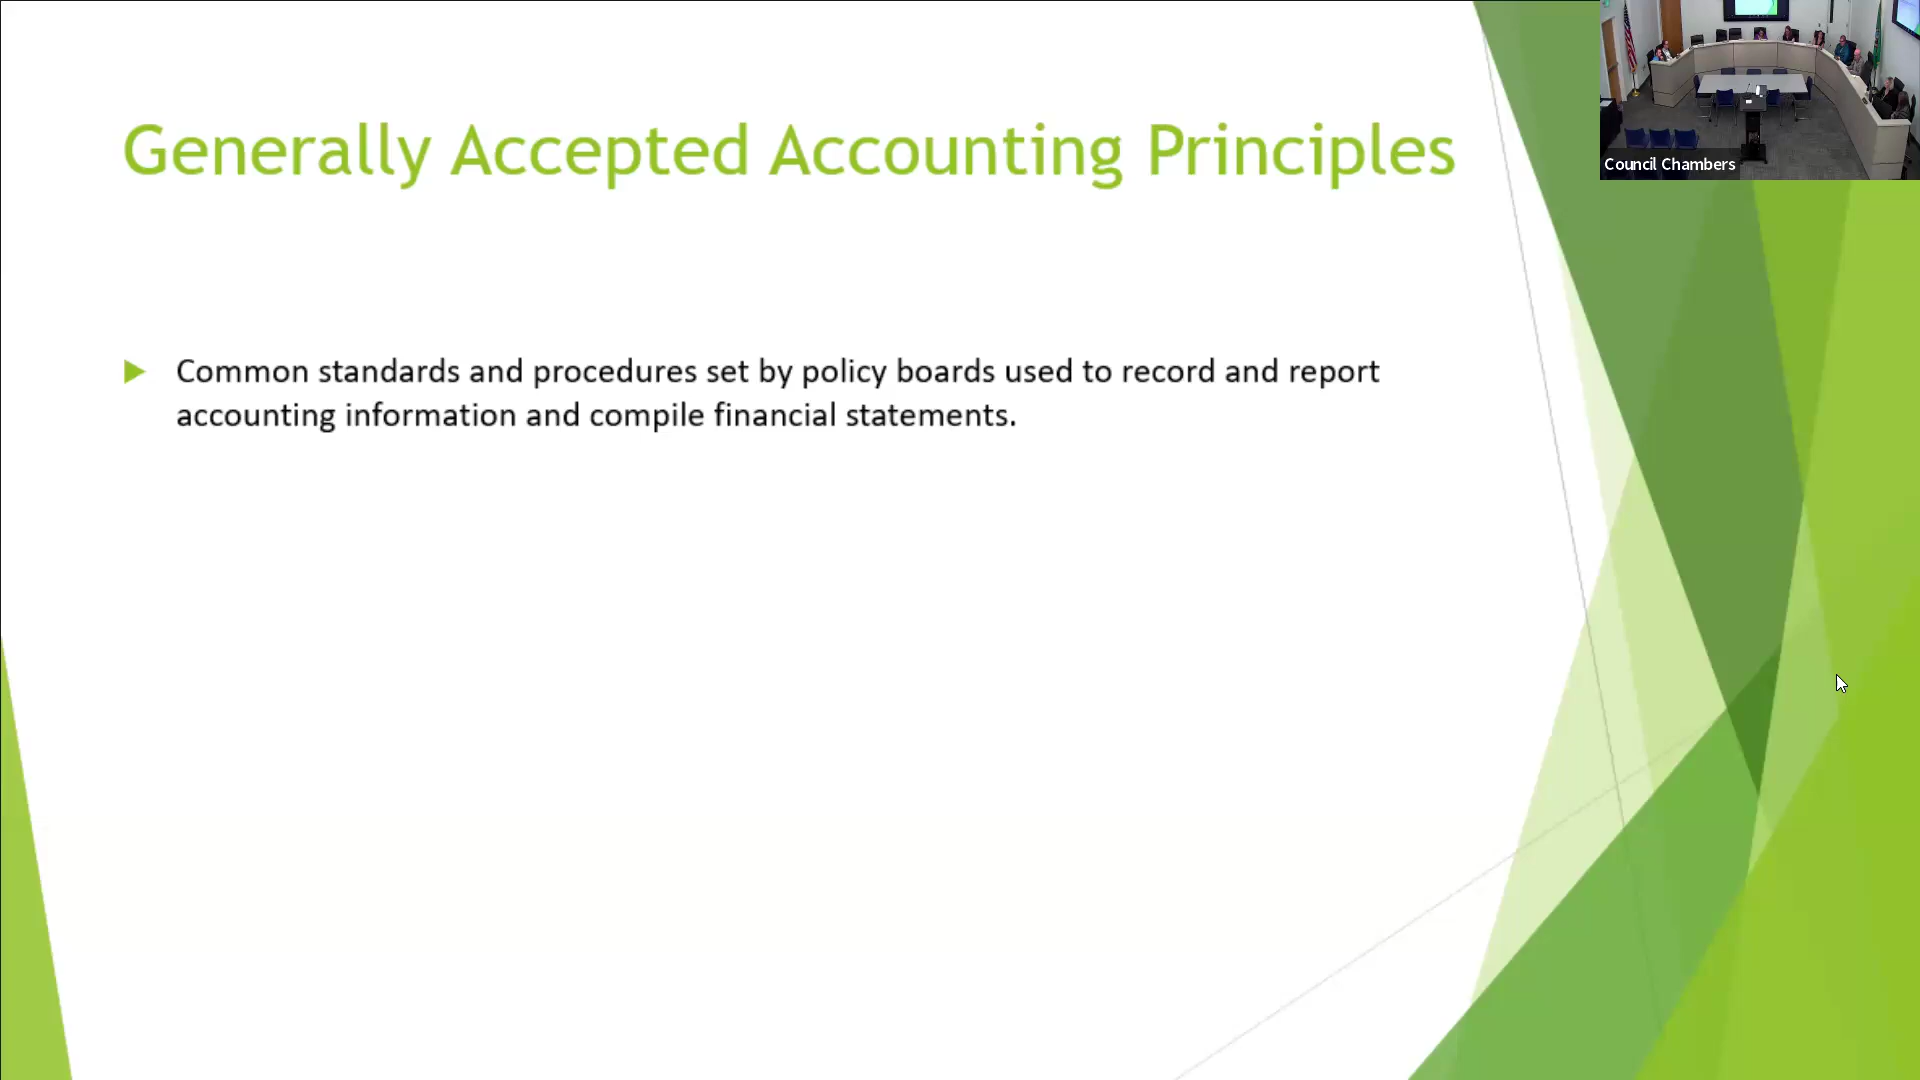 Generally Accepted Accounting Principles
Common standards and procedures set by policy boards used to record and report
accounting information and compile financial statements.
Council Chambers